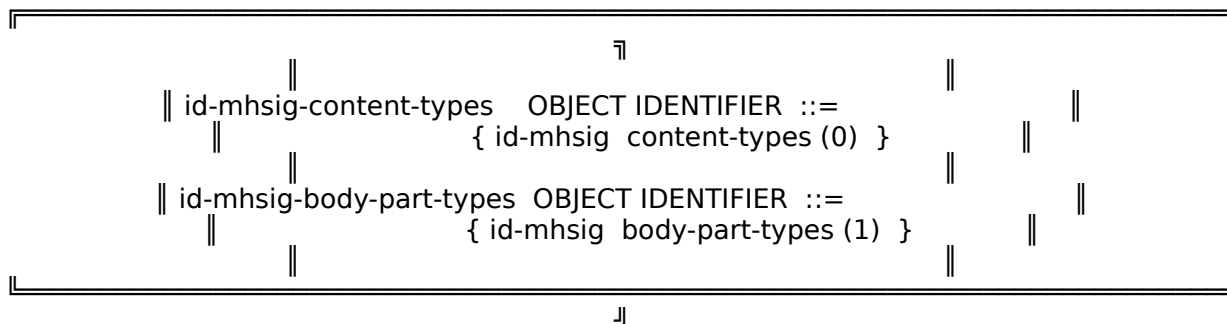 id-mhsig-content-types OBJECT IDENTIFIER ::=
{ id-mhsig content-types (0) }
id-mhsig-body-part-types OBJECT IDENTIFIER ::=
{ id-mhsig body-part-types (1) }